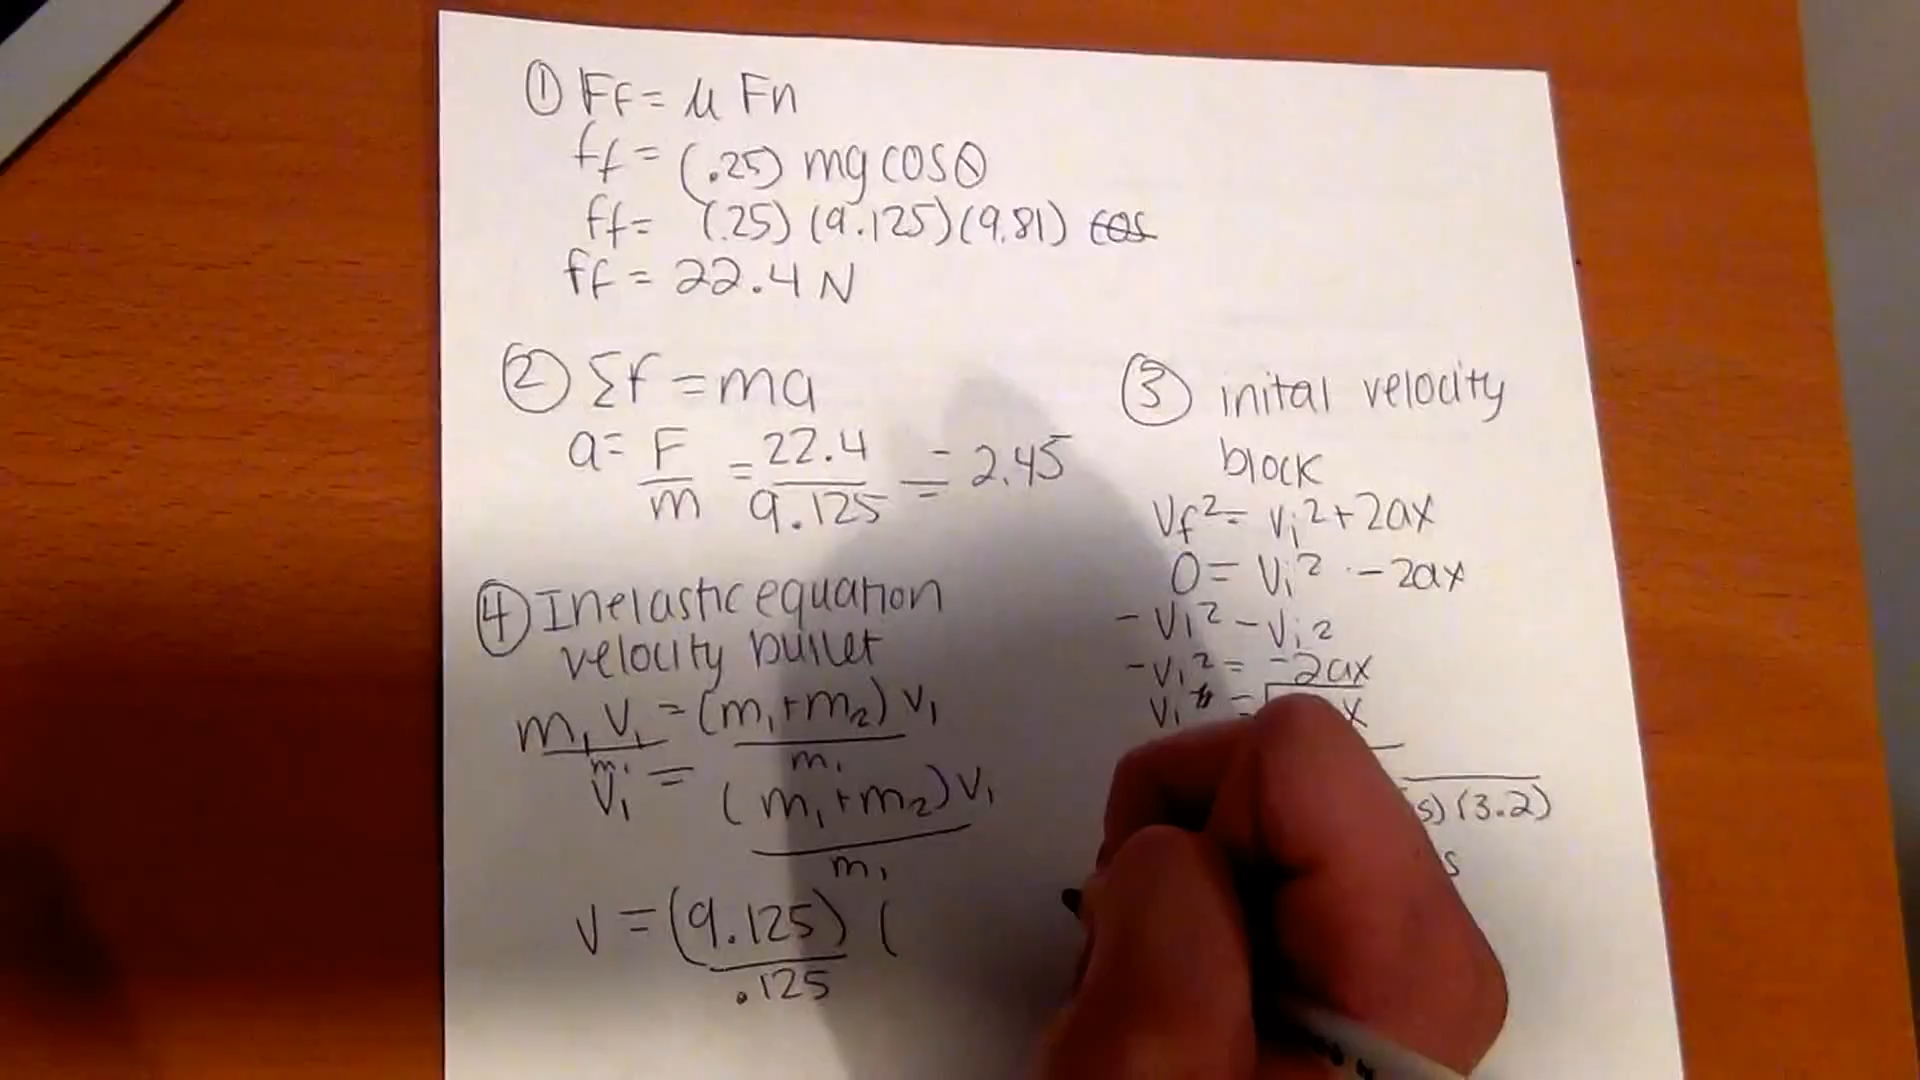 ① Ff = μ Fn
ff = (.25) mg cosθ
ff = (.25) (9.125) (9.81) cos
ff = 22.4 N
② Σf = ma
a = F/m = 22.4/9.125 = - 2.45
③ inital velocity
block
Vf² = Vi² + 2ax
0 = Vi² - 2ax
- Vi² - Vi²
- Vi² = -2ax
Vi = x
s) (3.2)
s
④ Inelastic equation
velocity bullet
m₁ V₁ = (m₁+m₂) V₁
m₁ m₁
V₁ = (m₁+m₂) V₁
m₁
V = (9.125) (
.125